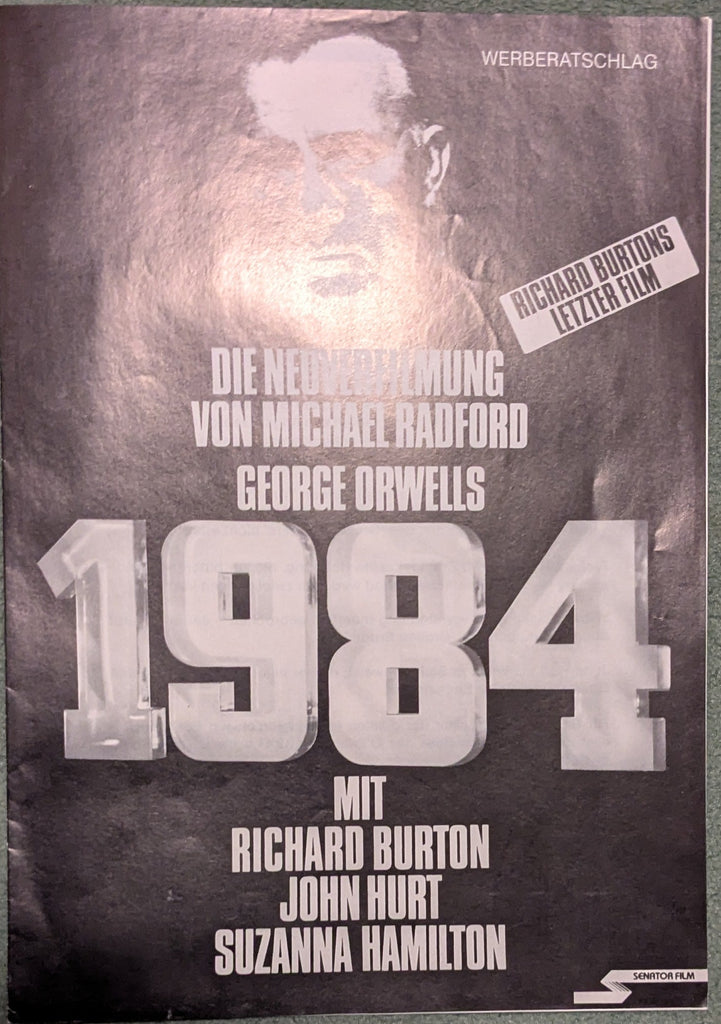 WERBERATSCHLAG
RICHARD BURTONS
LETZTER FILM
DIE NEUVERFILMUNG
VON MICHAEL RADFORD
GEORGE ORWELLS
1984
MIT
RICHARD BURTON
JOHN HURT
SUZANNA HAMILTON
SENATOR FILM